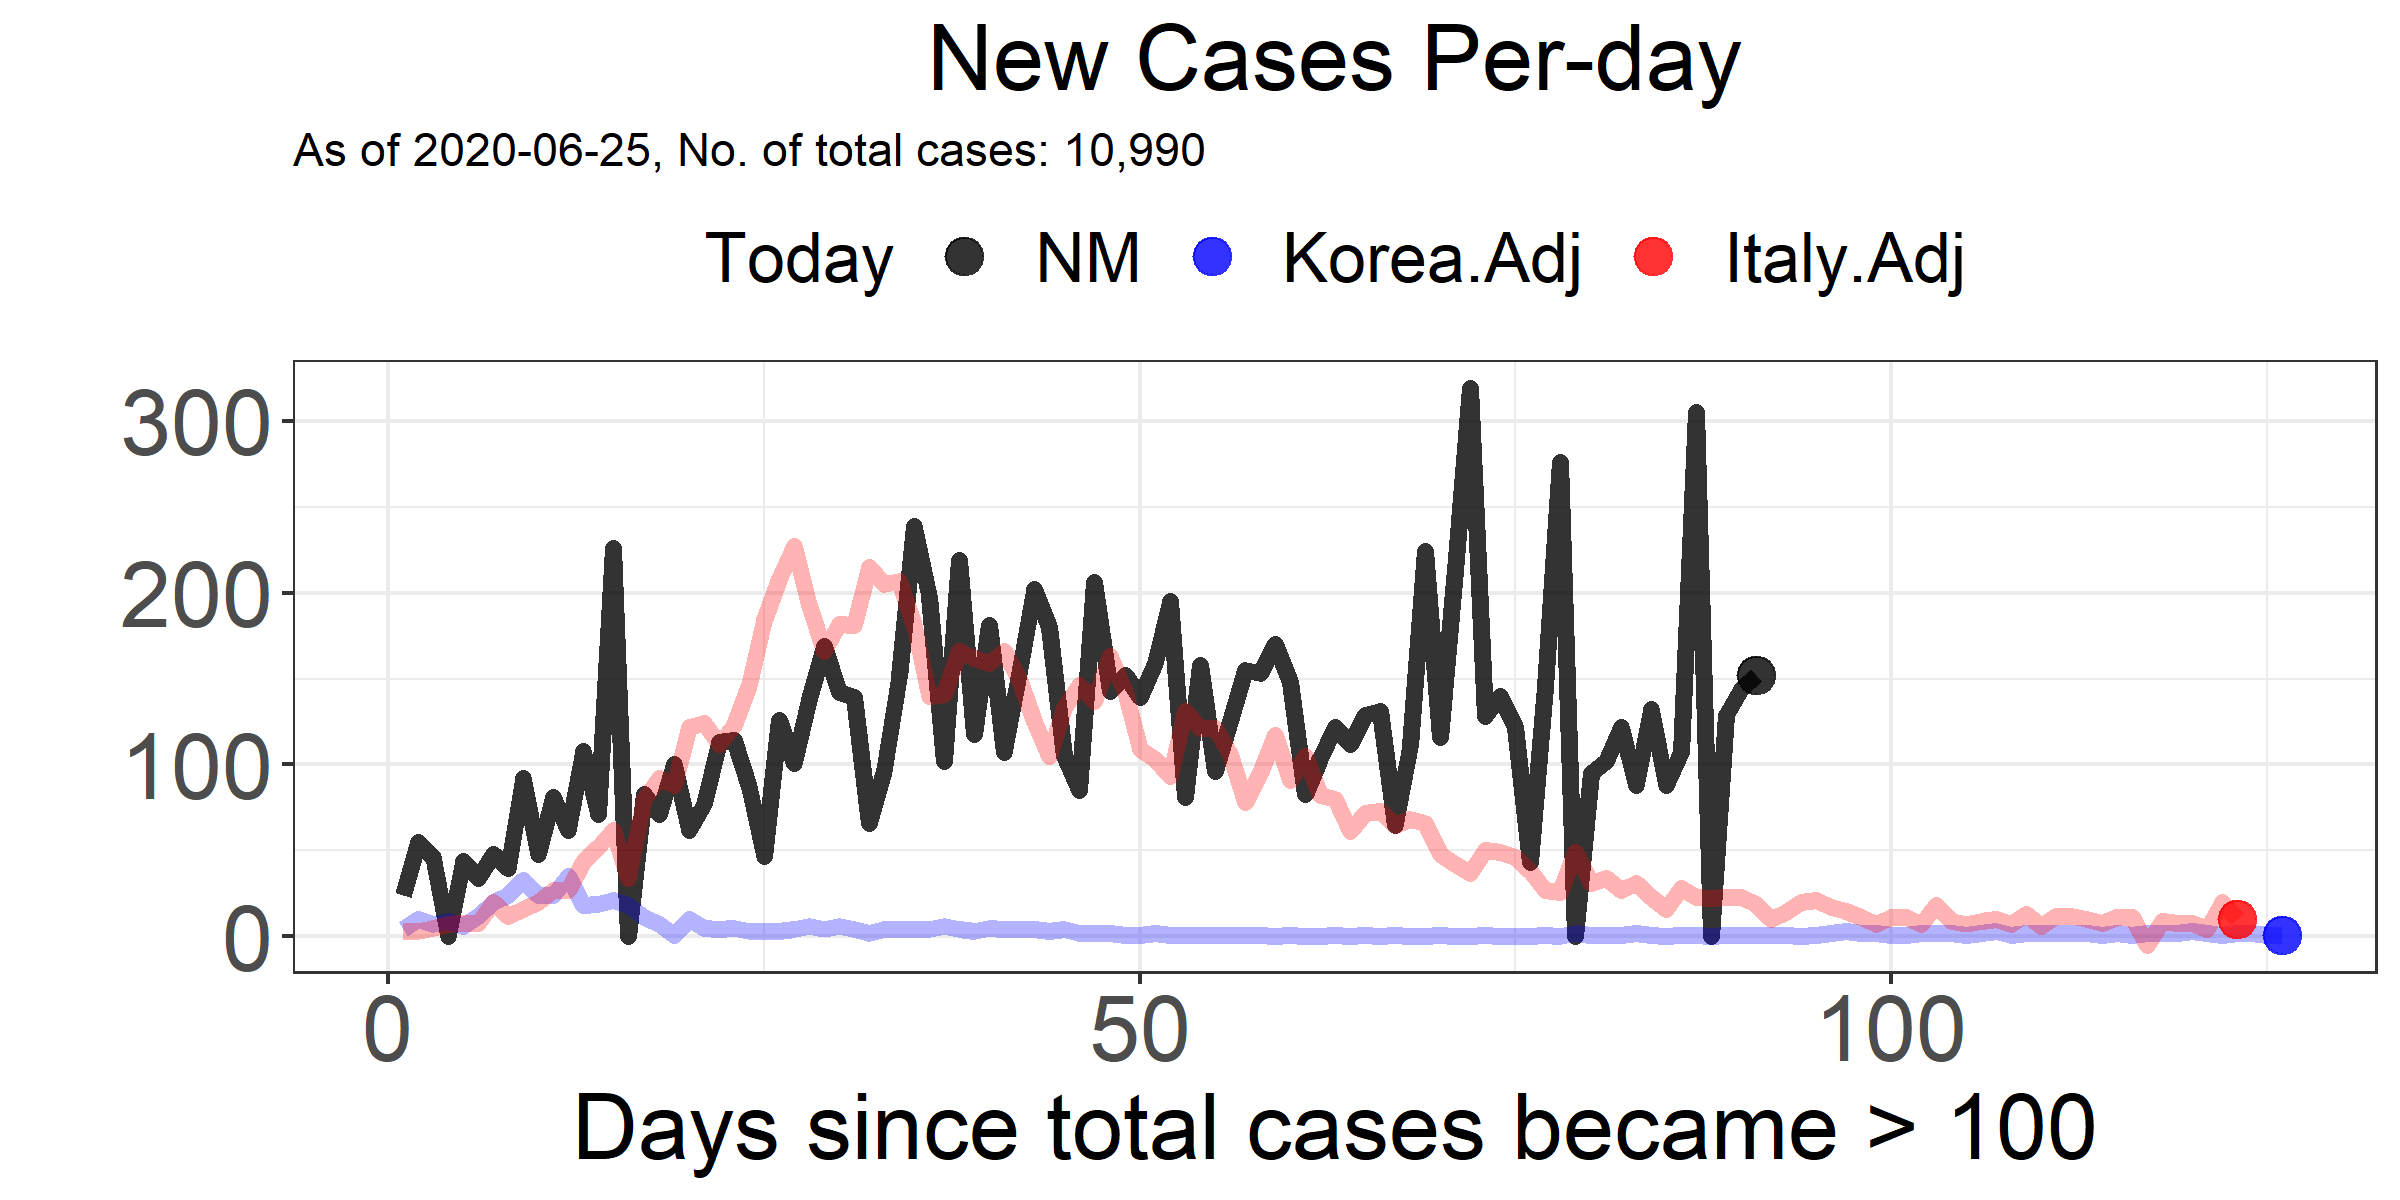 New Cases Per-day
As of 2020-06-25, No. of total cases: 10,990
Today NM Korea.Adj Italy.Adj
300
200
100
0
0 50 100
Days since total cases became > 100